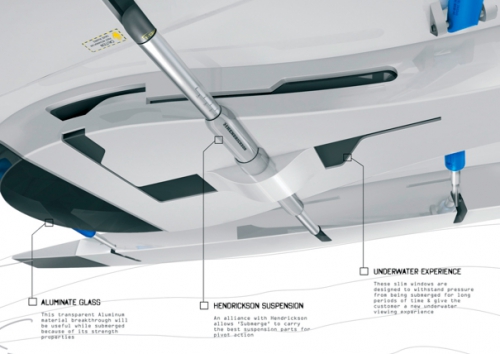 ALUMINATE GLASS
This transparent Aluminum
material breakthrough will
be useful while submerged
because of its strength
properties
HENDRICKSON SUSPENSION
An alliance with Hendrickson
allows "Submerge" to carry
the best suspension parts for
pivot action
UNDERWATER EXPERIENCE
These slim windows are
designed to withstand pressure
from being submerged for long
periods of time & give the
customer a new underwater
viewing experience